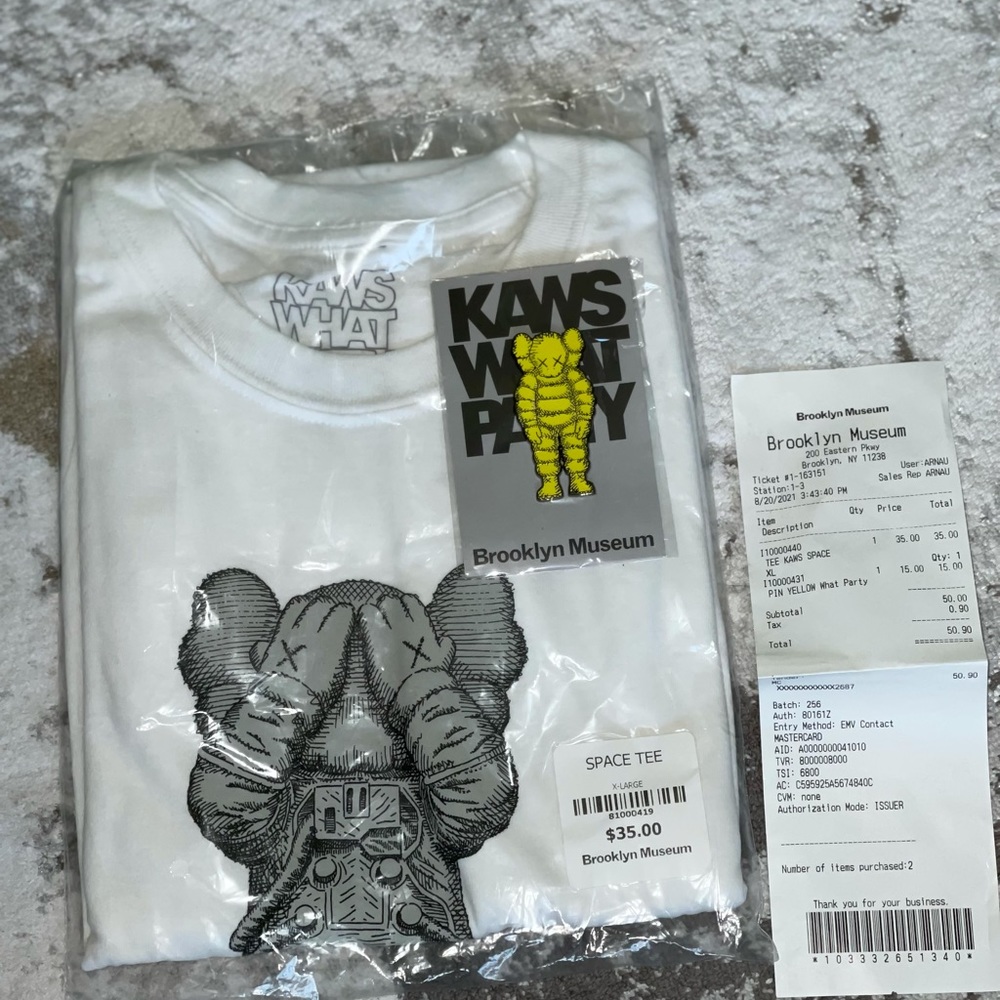 KAWS
WHAT
KAWS
WHAT
PARTY
Brooklyn Museum
SPACE TEE
X-LARGE
81000419
$35.00
Brooklyn Museum
Brooklyn Museum
Brooklyn Museum
200 Eastern Pkwy
Brooklyn, NY 11238
Ticket #1-163151 User:ARNAU
Station:1-3 Sales Rep ARNAU
8/20/2021 3:43:40 PM
Item Qty Price Total
Description
I10000440 1 35.00 35.00
TEE KAWS SPACE
XL Qty: 1
I10000431 1 15.00 15.00
PIN YELLOW What Party
Subtotal 50.00
Tax 0.90
Total 50.90
MC 50.90
XXXXXXXXXXXX2687
Batch: 256
Auth: 80161Z
Entry Method: EMV Contact
MASTERCARD
AID: A0000000041010
TVR: 8000008000
TSI: 6800
AC: C595925A5674840C
CVM: none
Authorization Mode: ISSUER
Number of items purchased:2
Thank you for your business.
*103332651340*